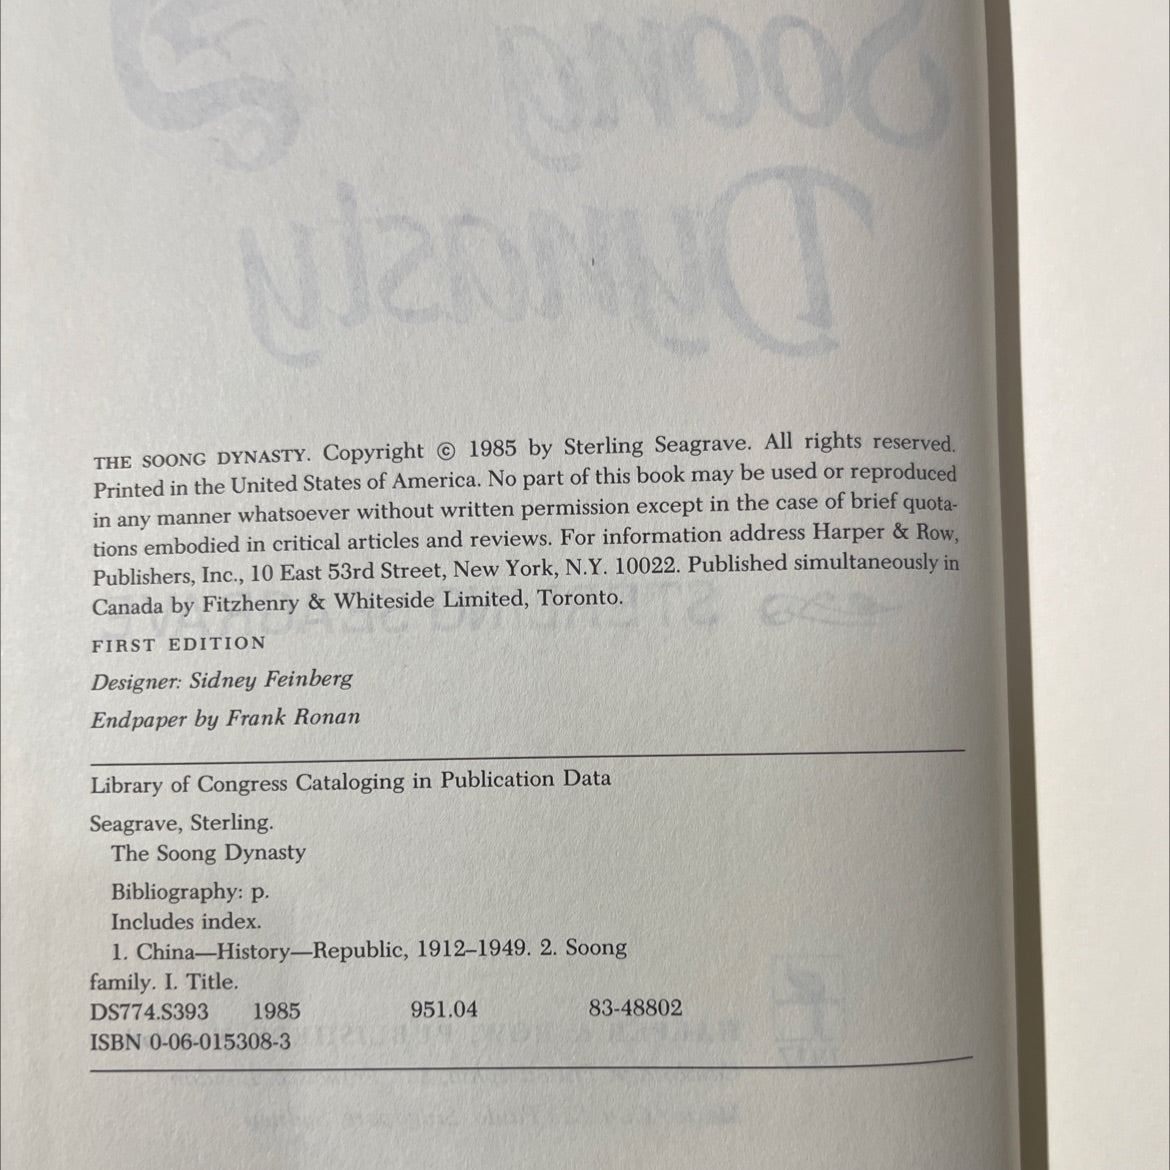 Soong
Dynasty
THE SOONG DYNASTY. Copyright © 1985 by Sterling Seagrave. All rights reserved.
Printed in the United States of America. No part of this book may be used or reproduced
in any manner whatsoever without written permission except in the case of brief quota-
tions embodied in critical articles and reviews. For information address Harper & Row,
Publishers, Inc., 10 East 53rd Street, New York, N.Y. 10022. Published simultaneously in
Canada by Fitzhenry & Whiteside Limited, Toronto.
STERLING SEAGRAVE
FIRST EDITION
Designer: Sidney Feinberg
Endpaper by Frank Ronan
Library of Congress Cataloging in Publication Data
Seagrave, Sterling.
The Soong Dynasty
Bibliography: p.
Includes index.
1. China—History—Republic, 1912–1949. 2. Soong
family. I. Title.
DS774.S393 1985 951.04 83-48802
ISBN 0-06-015308-3